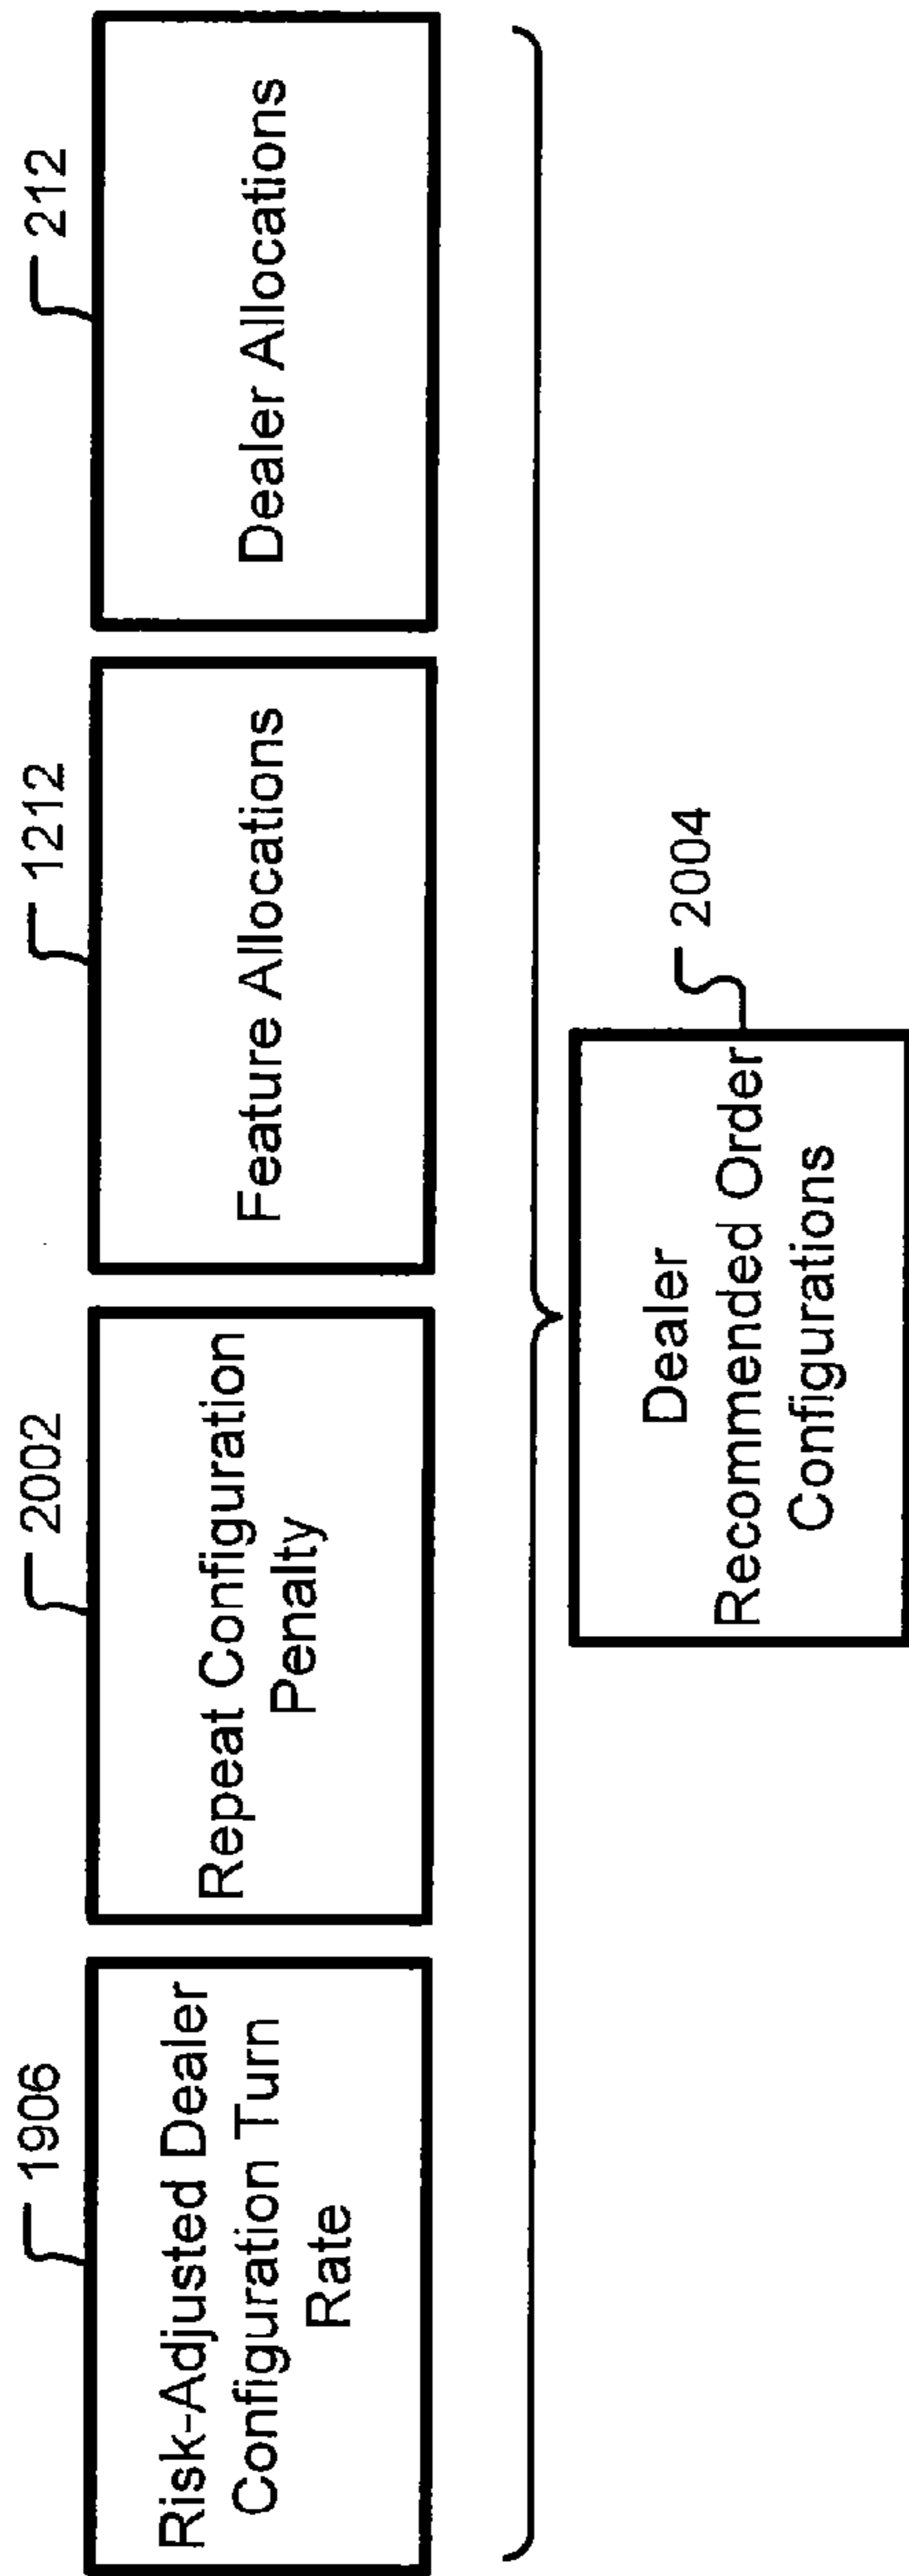 1906
Risk-Adjusted Dealer
Configuration Turn
Rate
2002
Repeat Configuration
Penalty
1212
Feature Allocations
212
Dealer Allocations
2004
Dealer
Recommended Order
Configurations